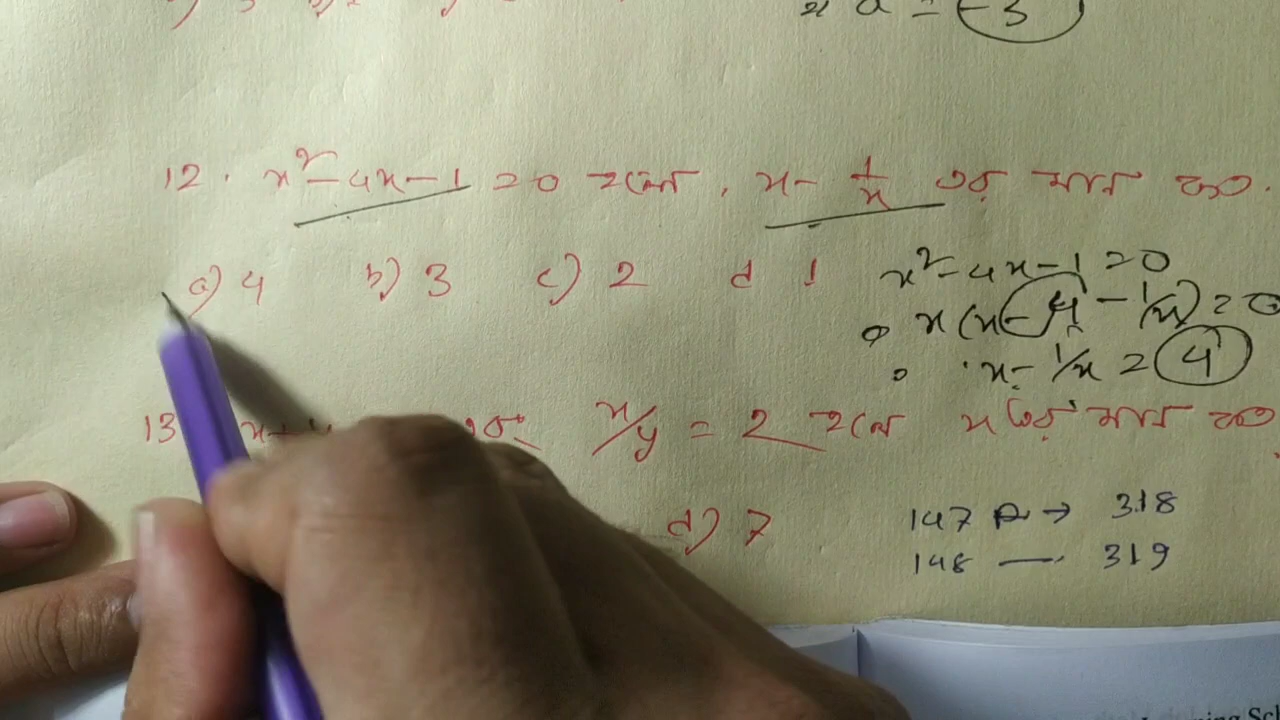 a = -3
12. x² - 4x - 1 = 0 হলে, x - 1/x এর মান কত.
a) 4 b) 3 c) 2 d 1
x² - 4x - 1 = 0
x (x - 4 - 1/x) = 0
x - 1/x = 4
13 x/y = 2 হলে x এর মান কত
d) 7
147 → 318
148 — 319